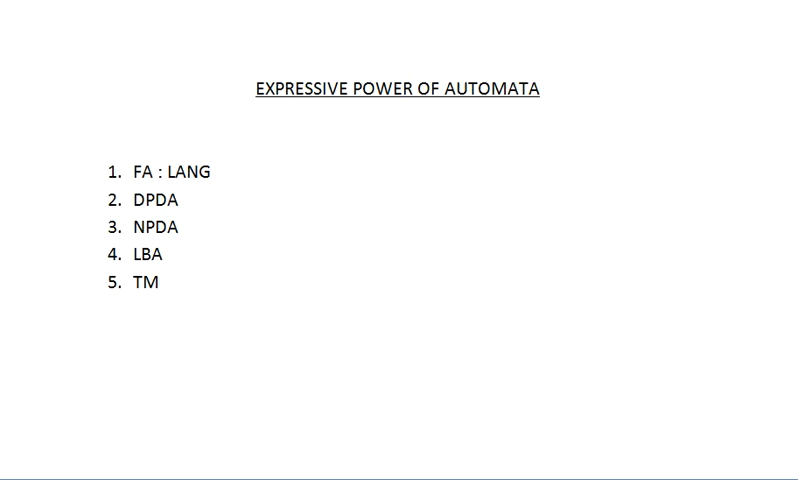 EXPRESSIVE POWER OF AUTOMATA
1. FA : LANG
2. DPDA
3. NPDA
4. LBA
5. TM